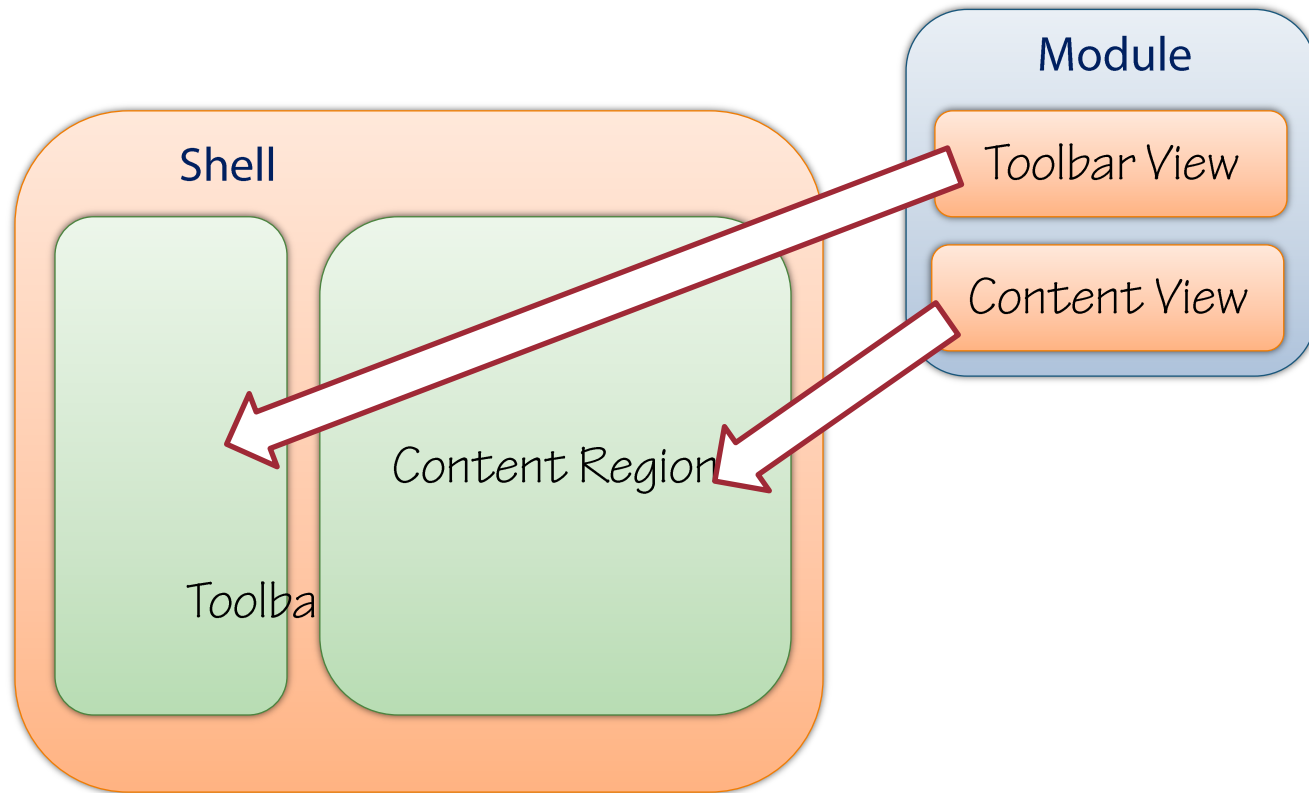 Module
Shell
Toolbar View
Content View
Content Region
Toolba